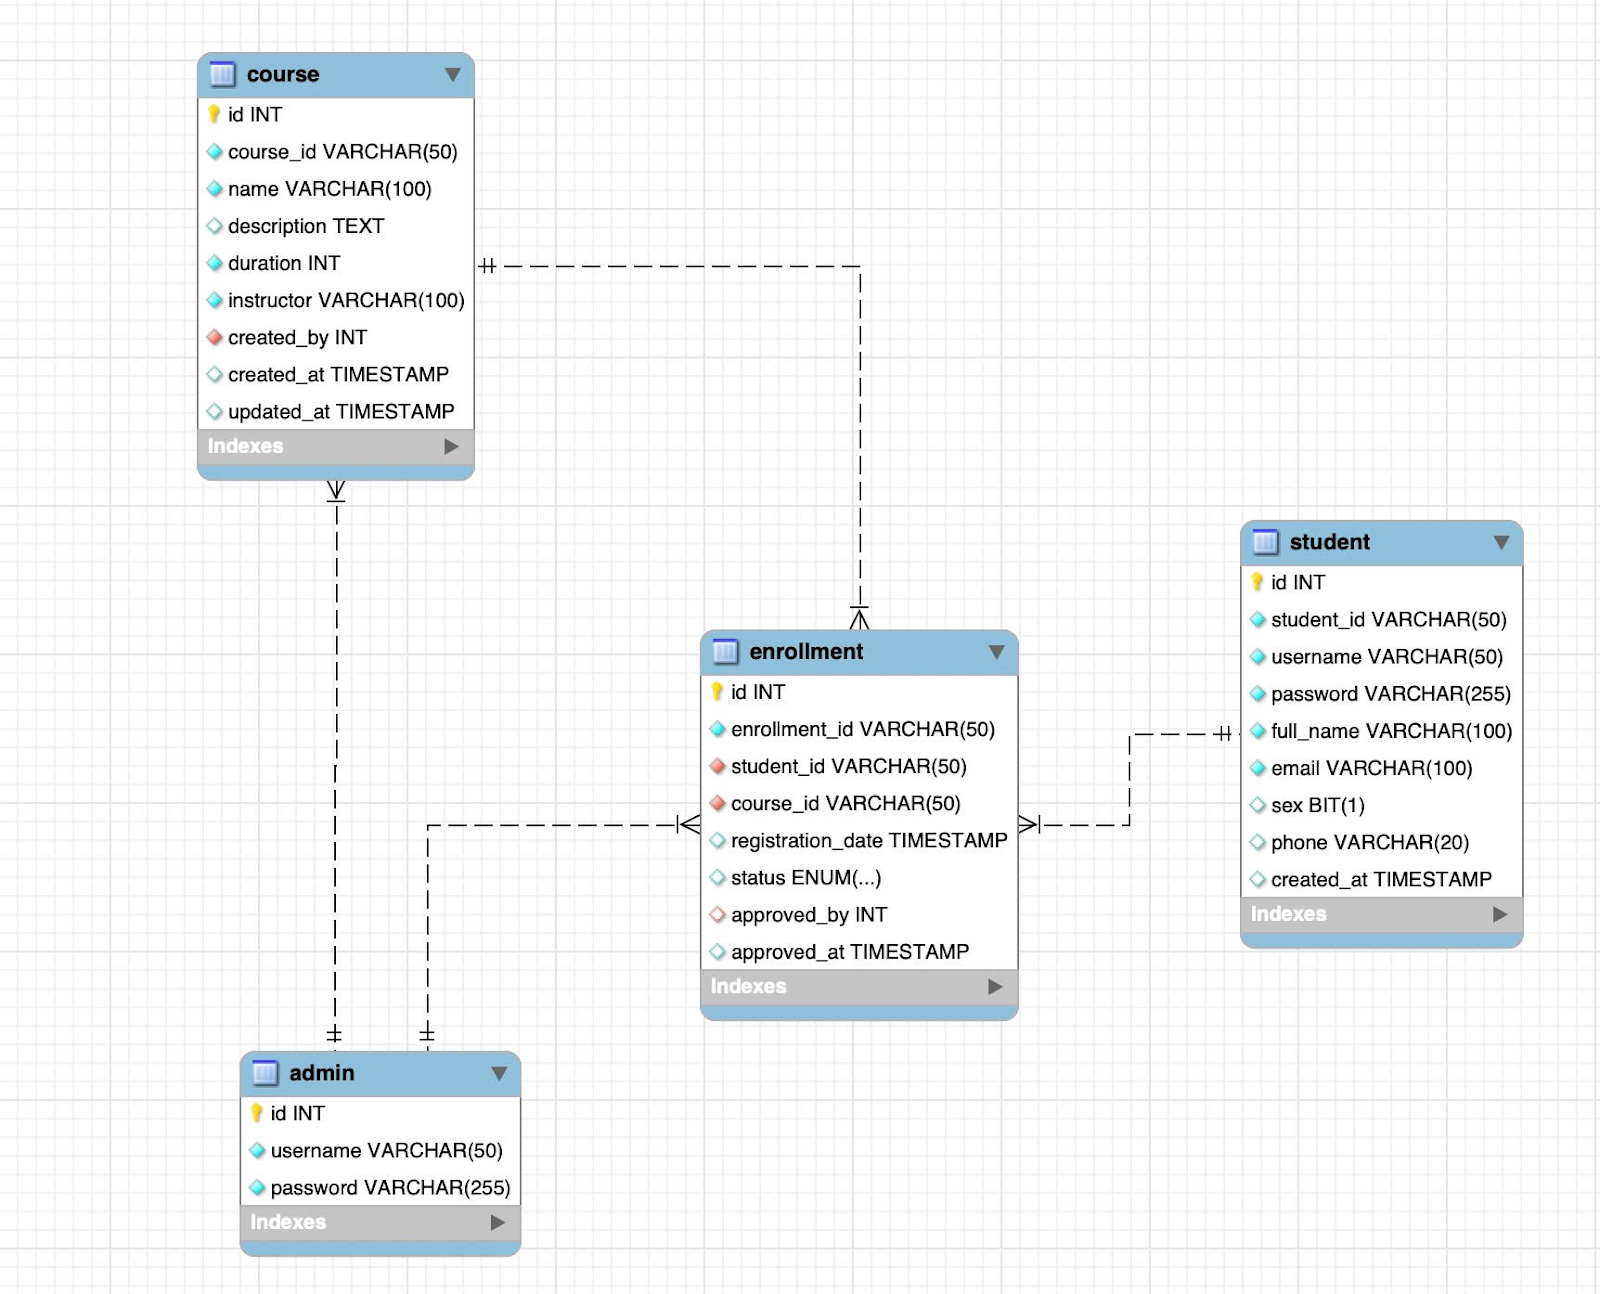 course
id INT
course_id VARCHAR(50)
name VARCHAR(100)
description TEXT
duration INT
instructor VARCHAR(100)
created_by INT
created_at TIMESTAMP
updated_at TIMESTAMP
Indexes
student
id INT
student_id VARCHAR(50)
username VARCHAR(50)
password VARCHAR(255)
full_name VARCHAR(100)
email VARCHAR(100)
sex BIT(1)
phone VARCHAR(20)
created_at TIMESTAMP
Indexes
enrollment
id INT
enrollment_id VARCHAR(50)
student_id VARCHAR(50)
course_id VARCHAR(50)
registration_date TIMESTAMP
status ENUM(...)
approved_by INT
approved_at TIMESTAMP
Indexes
admin
id INT
username VARCHAR(50)
password VARCHAR(255)
Indexes